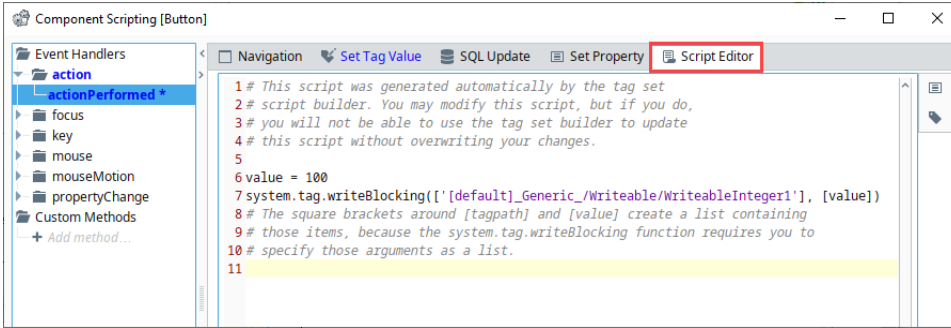 Component Scripting [Button]
Event Handlers
action
actionPerformed *
focus
key
mouse
mouseMotion
propertyChange
Custom Methods
Add method...
Navigation
Set Tag Value
SQL Update
Set Property
Script Editor
1 # This script was generated automatically by the tag set
2 # script builder. You may modify this script, but if you do,
3 # you will not be able to use the tag set builder to update
4 # this script without overwriting your changes.
5
6 value = 100
7 system.tag.writeBlocking(['[default]_Generic_/Writeable/WriteableInteger1'], [value])
8 # The square brackets around [tagpath] and [value] create a list containing
9 # those items, because the system.tag.writeBlocking function requires you to
10 # specify those arguments as a list.
11